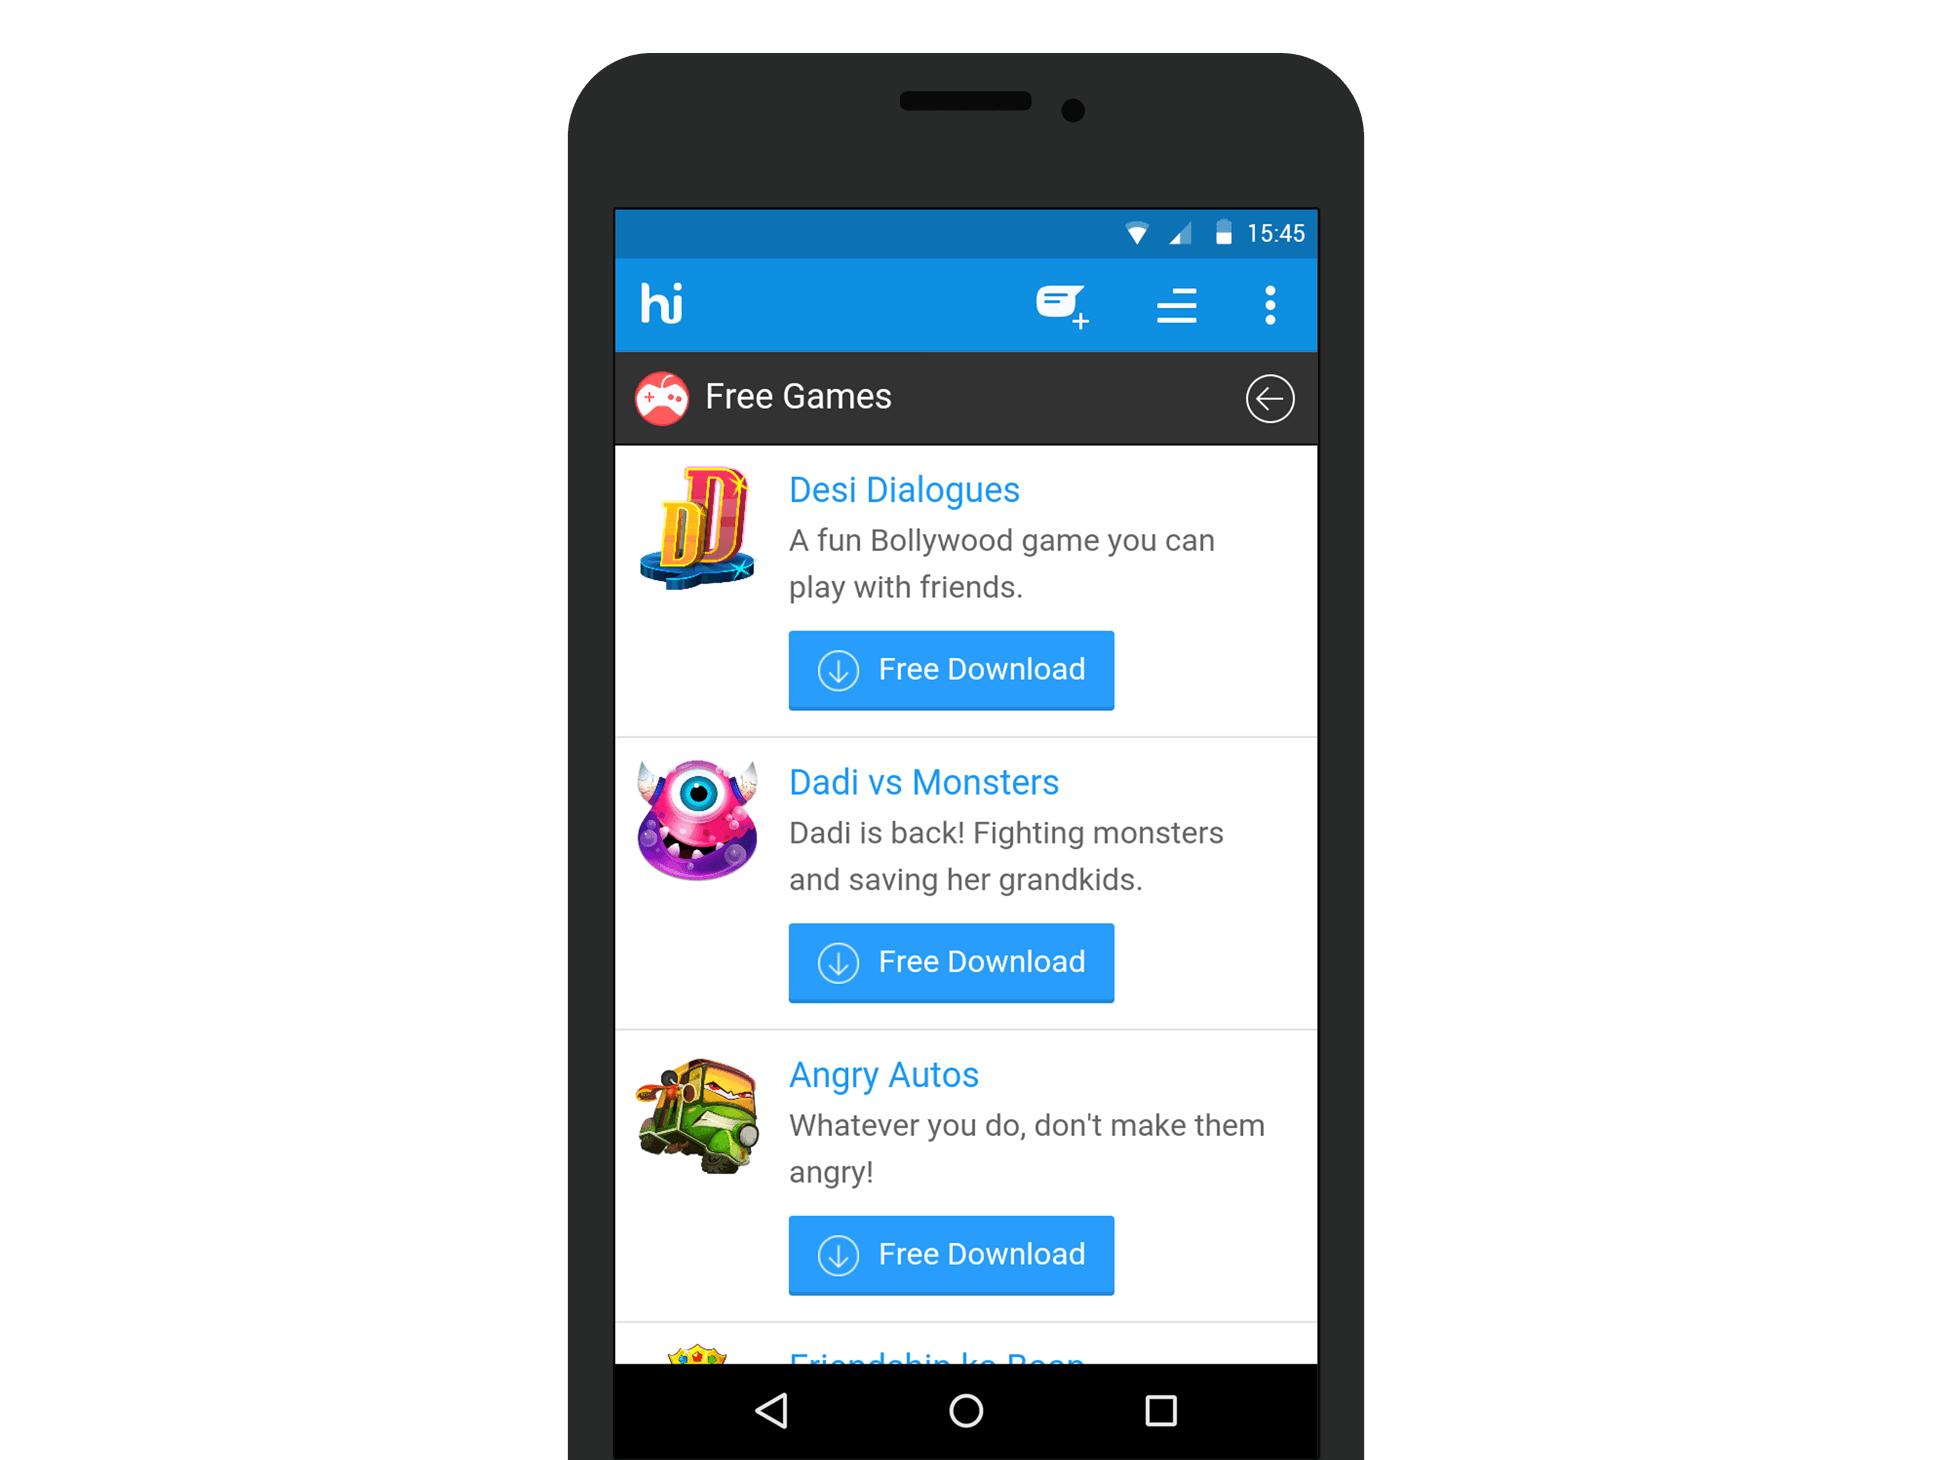 15:45
hi
Free Games
Desi Dialogues
A fun Bollywood game you can
play with friends.
Free Download
Dadi vs Monsters
Dadi is back! Fighting monsters
and saving her grandkids.
Free Download
Angry Autos
Whatever you do, don't make them
angry!
Free Download
Friendship ke